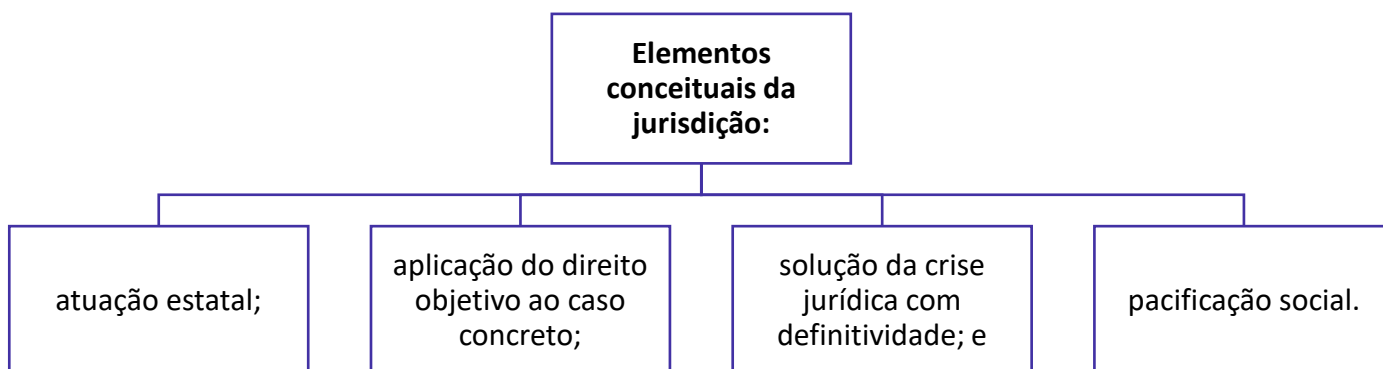 Elementos
conceituais da
jurisdição:
atuação estatal;
aplicação do direito
objetivo ao caso
concreto;
solução da crise
jurídica com
definitividade; e
pacificação social.